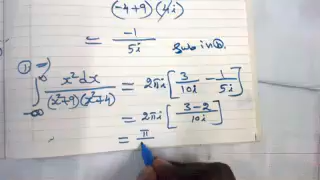 (-4+9) (4i)
= -1/5i Sub in ①
① ⇒
∫_{-∞}^{∞} x²dx/(x²+9)(x²+4) = 2πi [3/10i - 1/5i]
= 2πi [3-2/10i]
= π/